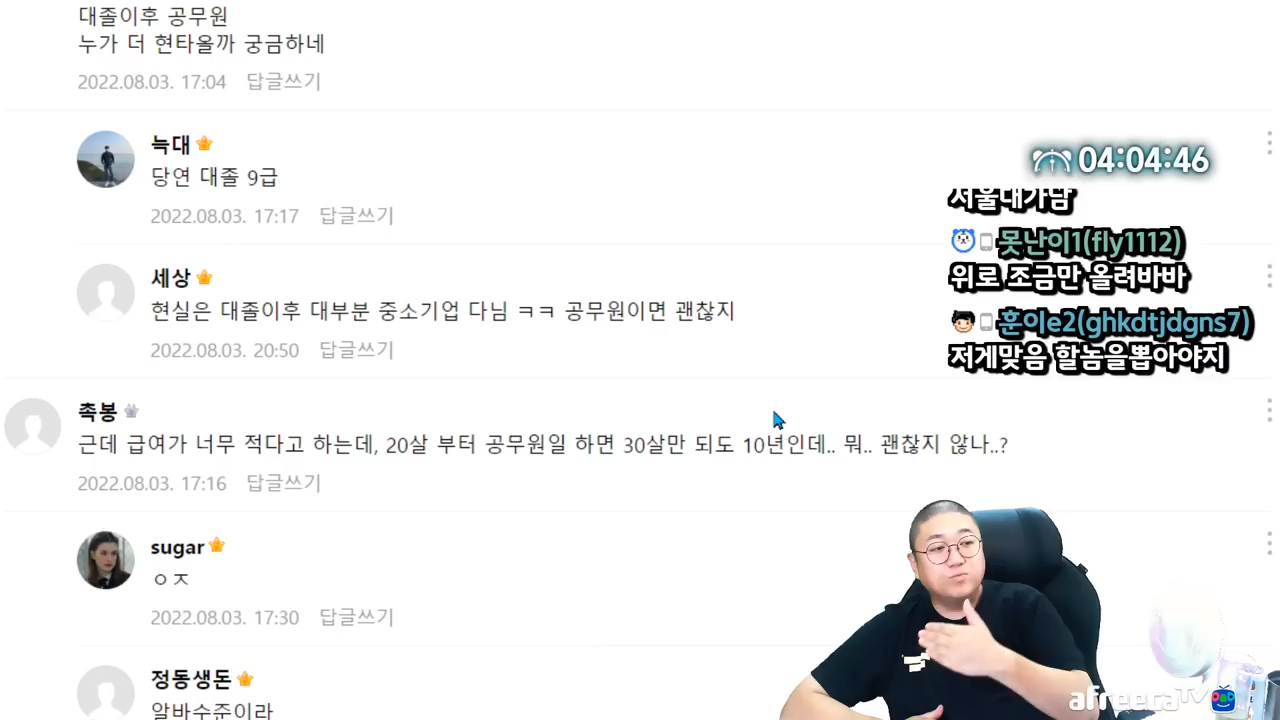 대졸이후 공무원
누가 더 현타올까 궁금하네
2022.08.03. 17:04 답글쓰기
늑대
당연 대졸 9급
2022.08.03. 17:17 답글쓰기
세상
현실은 대졸이후 대부분 중소기업 다님 ㅋㅋ 공무원이면 괜찮지
2022.08.03. 20:50 답글쓰기
촉봉
근데 급여가 너무 적다고 하는데, 20살 부터 공무원일 하면 30살만 되도 10년인데.. 뭐.. 괜찮지 않나..?
2022.08.03. 17:16 답글쓰기
sugar
ㅇㅈ
2022.08.03. 17:30 답글쓰기
정동생돈
알바수준이라
04:04:46
서울대가남
못난이1(fly1112)
위로 조금만 올려바바
훈이e2(ghkdtjdgns7)
저게맞음 할놈을뽑아야지
afreecaTV